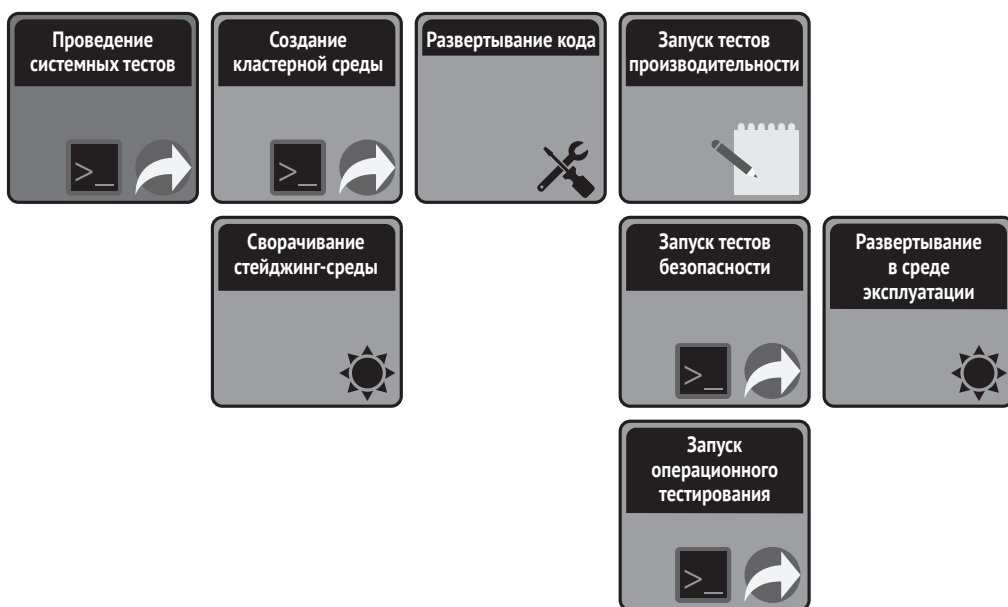 Проведение
системных тестов
Создание
кластерной среды
Развертывание кода
Запуск тестов
производительности
>_
>_
Сворачивание
стейджинг-среды
Запуск тестов
безопасности
Развертывание
в среде
эксплуатации
>_
Запуск
операционного
тестирования
>_